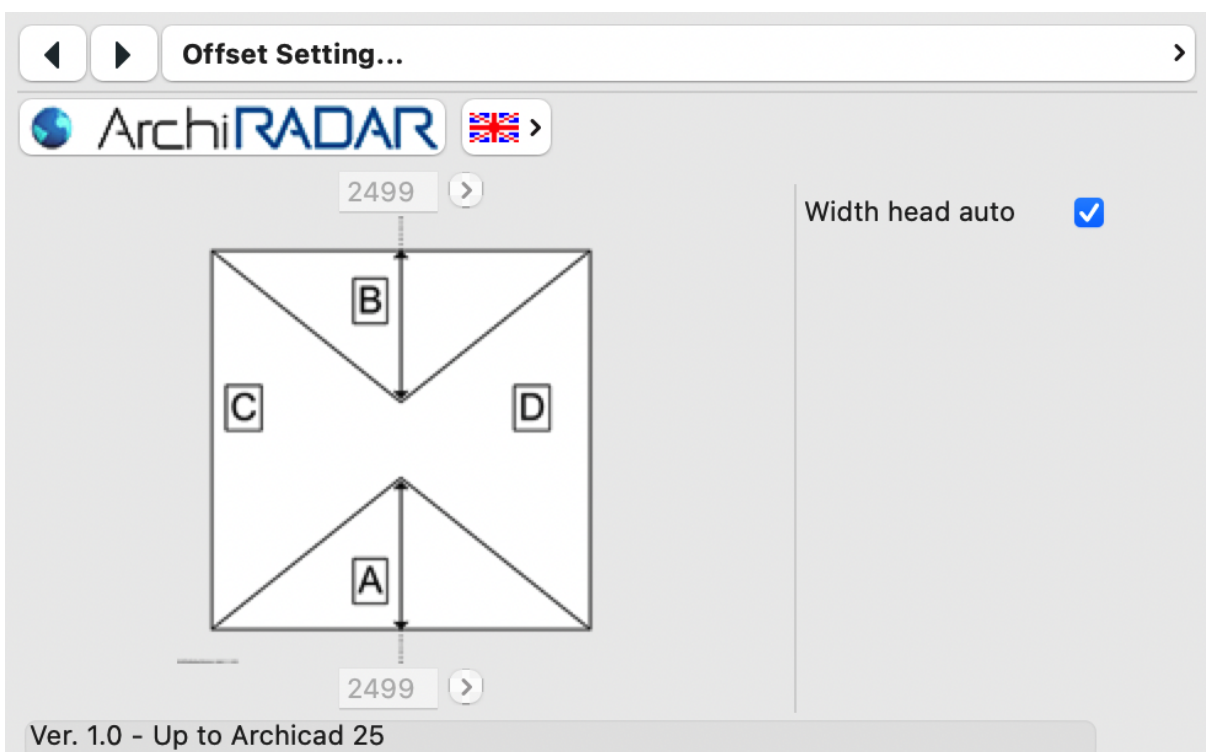 Offset Setting...
ArchiRADAR
2499
Width head auto
B
C
D
A
2499
Ver. 1.0 - Up to Archicad 25